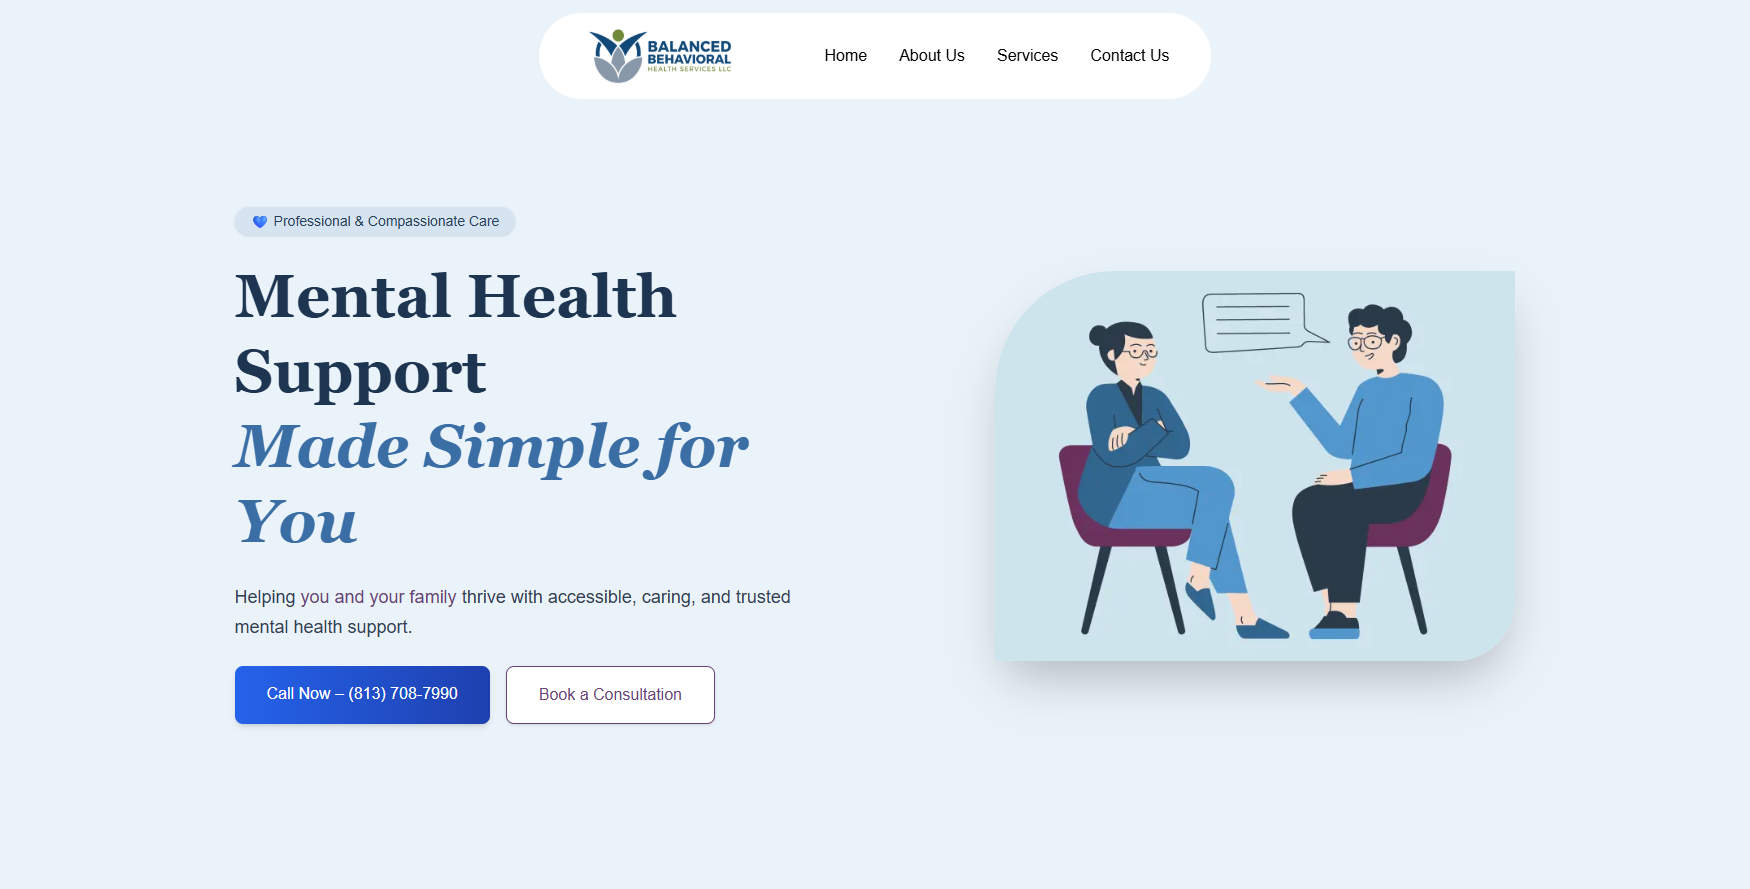 BALANCED
BEHAVIORAL
HEALTH SERVICES LLC
Home
About Us
Services
Contact Us
Professional & Compassionate Care
Mental Health
Support
Made Simple for
You
Helping you and your family thrive with accessible, caring, and trusted
mental health support.
Call Now – (813) 708-7990
Book a Consultation